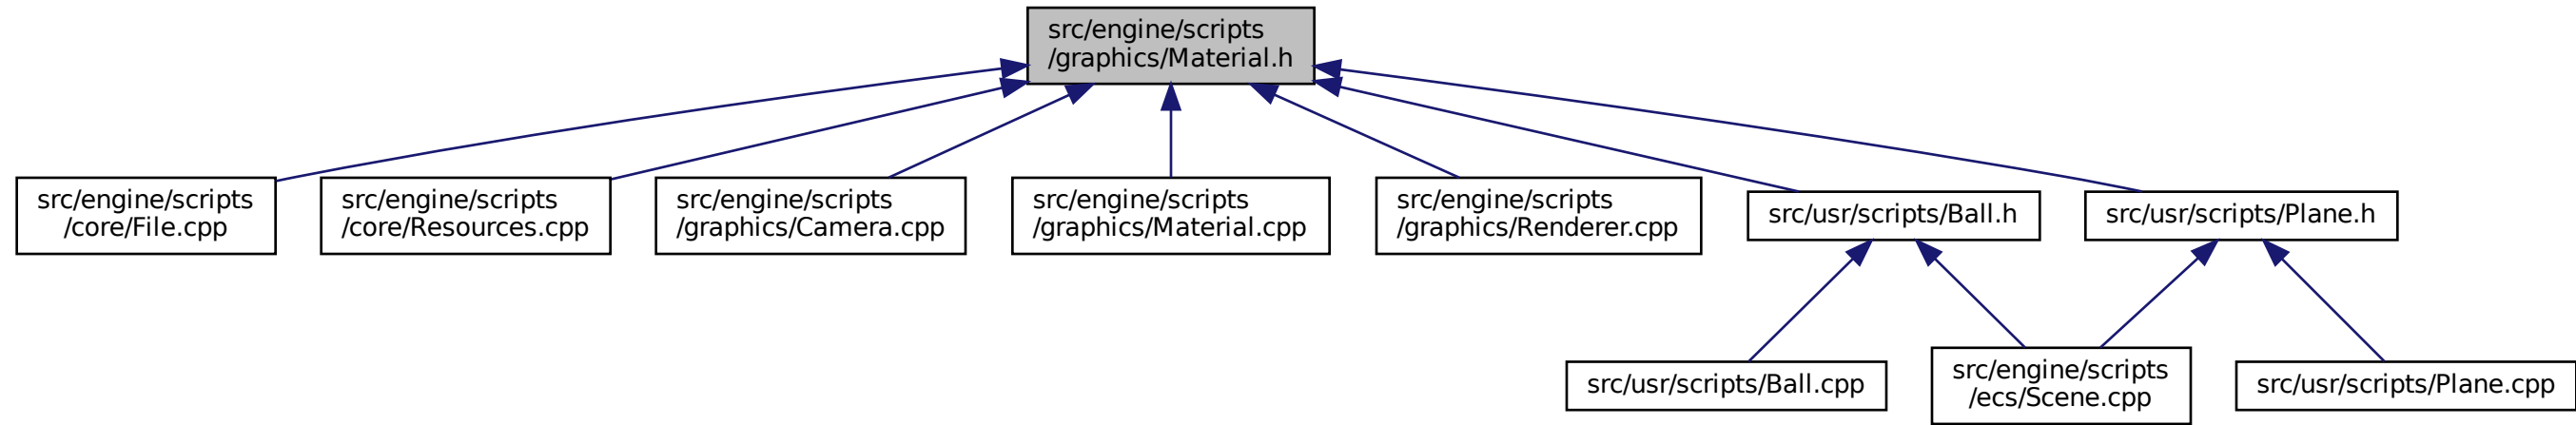 src/engine/scripts
/graphics/Material.h
src/engine/scripts
/core/File.cpp
src/engine/scripts
/core/Resources.cpp
src/engine/scripts
/graphics/Camera.cpp
src/engine/scripts
/graphics/Material.cpp
src/engine/scripts
/graphics/Renderer.cpp
src/usr/scripts/Ball.h
src/usr/scripts/Plane.h
src/usr/scripts/Ball.cpp
src/engine/scripts
/ecs/Scene.cpp
src/usr/scripts/Plane.cpp